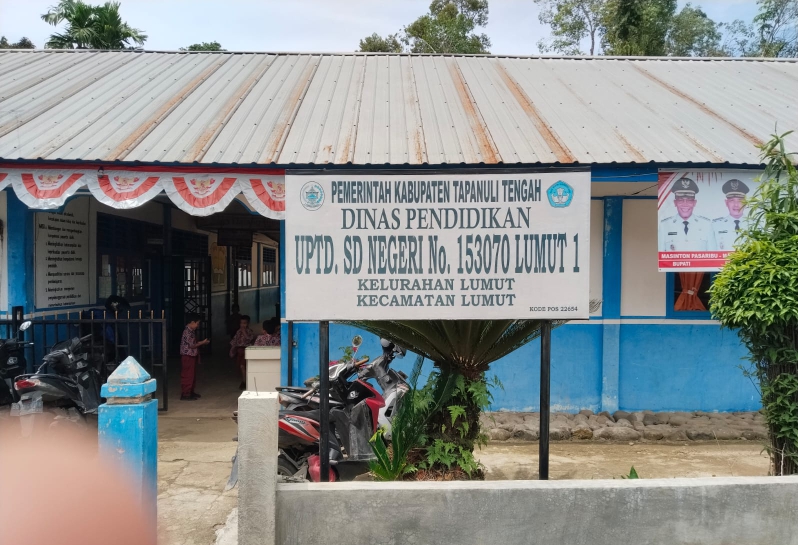 PEMERINTAH KABUPATEN TAPANULI TENGAH
DINAS PENDIDIKAN
UPTD. SD NEGERI No. 153070 LUMUT 1
KELURAHAN LUMUT
KECAMATAN LUMUT
KODE POS 22654
MASINTON PASARIBU -
BUPATI